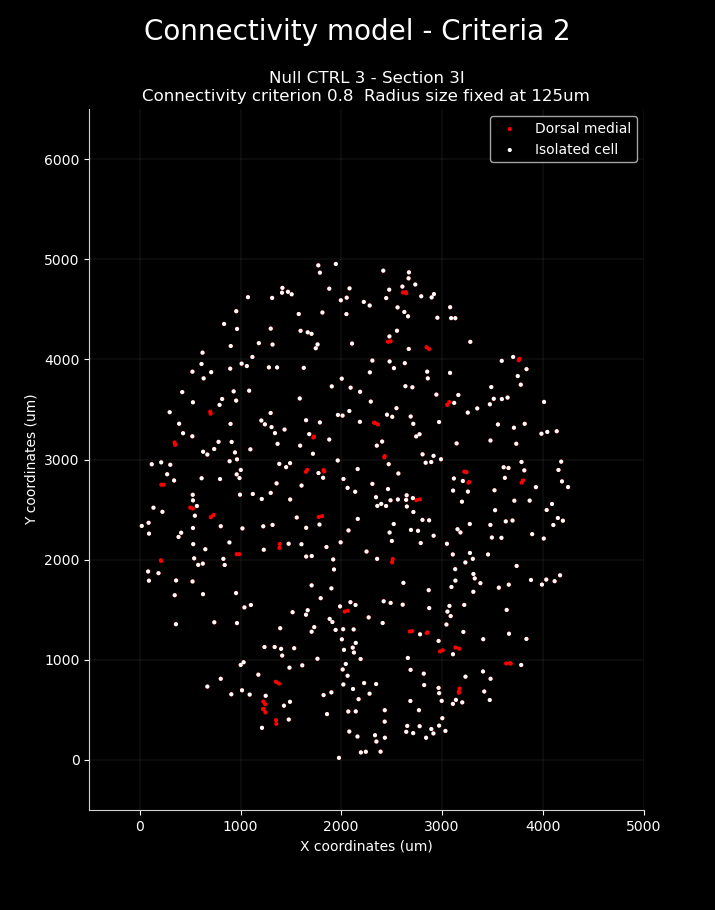 Connectivity model - Criteria 2
Null CTRL 3 - Section 3l
Connectivity criterion 0.8  Radius size fixed at 125um
Dorsal medial
Isolated cell
6000
5000
4000
3000
2000
1000
0
Y coordinates (um)
0 1000 2000 3000 4000 5000
X coordinates (um)